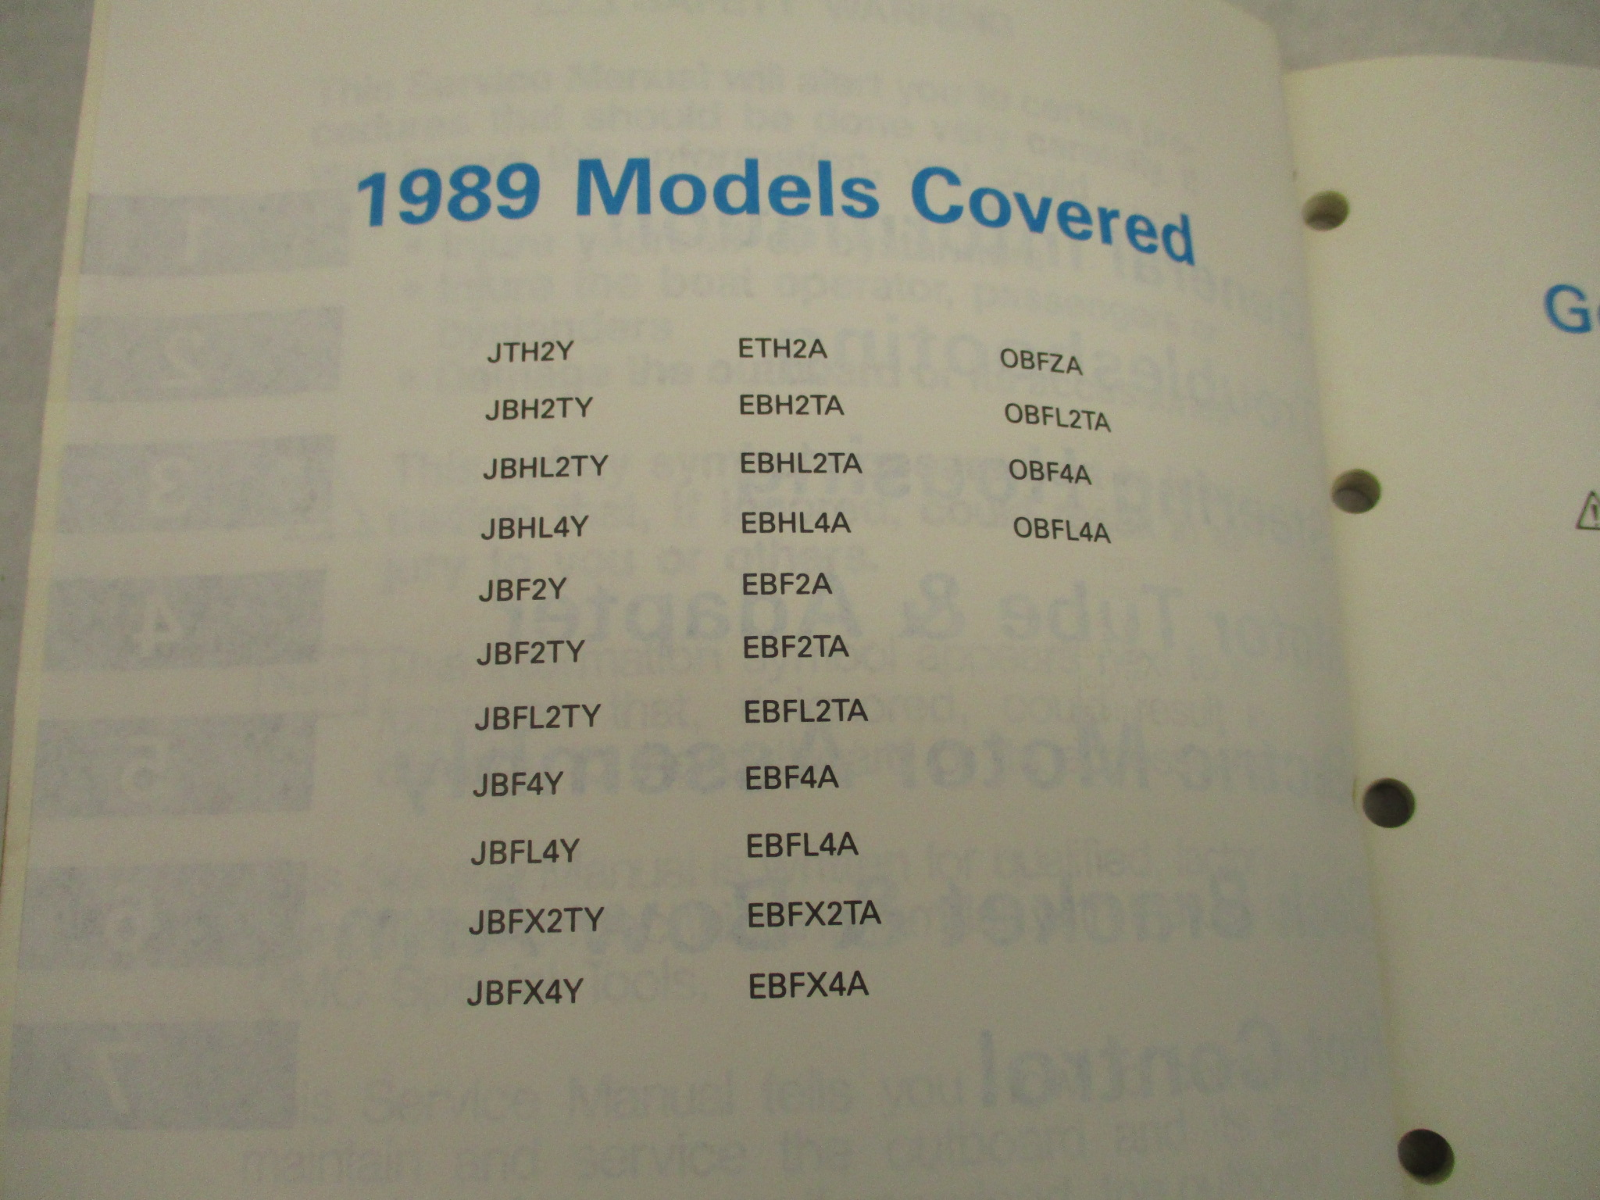 1989 Models Covered
JTH2Y ETH2A OBFZA
JBH2TY EBH2TA OBFL2TA
JBHL2TY EBHL2TA OBF4A
JBHL4Y EBHL4A OBFL4A
JBF2Y EBF2A
JBF2TY EBF2TA
JBFL2TY EBFL2TA
JBF4Y EBF4A
JBFL4Y EBFL4A
JBFX2TY EBFX2TA
JBFX4Y EBFX4A